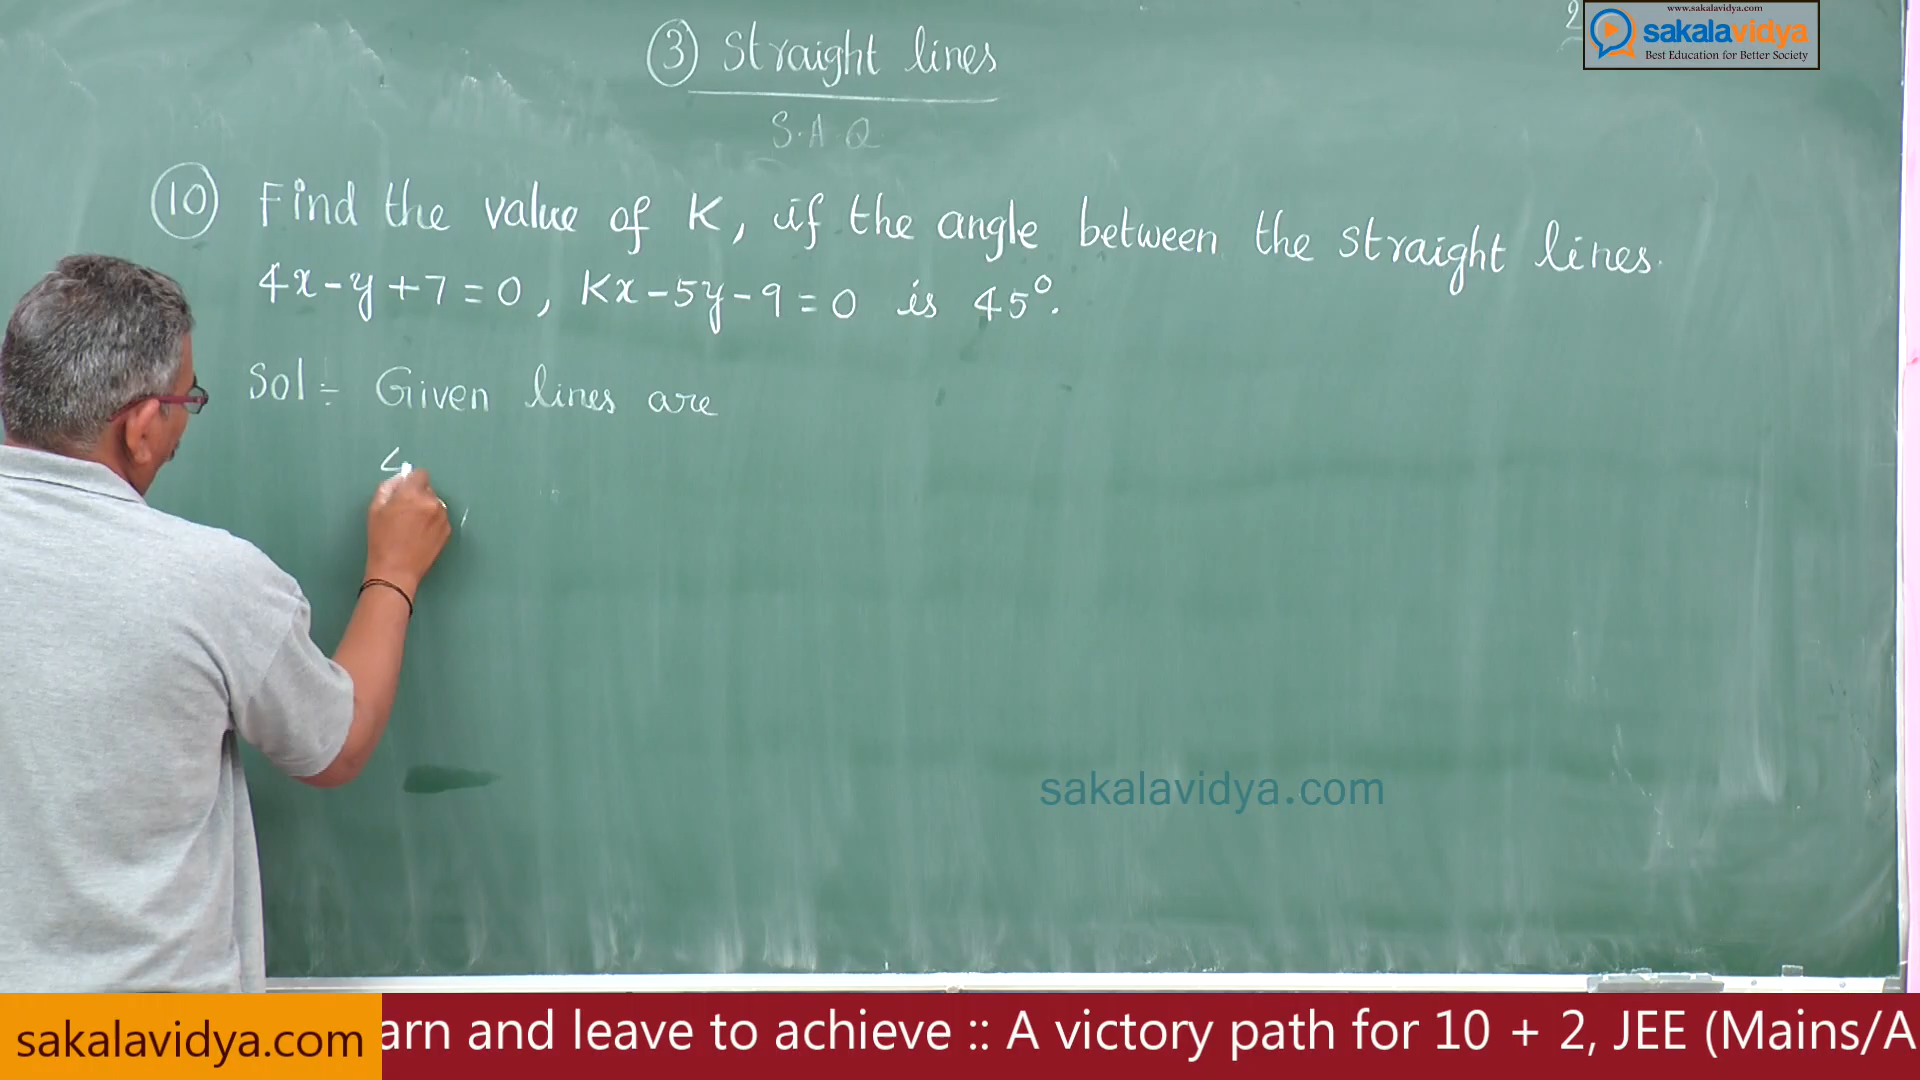 www.sakalavidya.com
sakalavidya
Best Education for Better Society
2
③ Straight lines
S.A.Q
⑩ Find the value of K, if the angle between the straight lines.
4x-y+7=0, Kx-5y-9=0 is 45°.
Sol:- Given lines are
4
sakalavidya.com
sakalavidya.com
arn and leave to achieve :: A victory path for 10 + 2, JEE (Mains/A